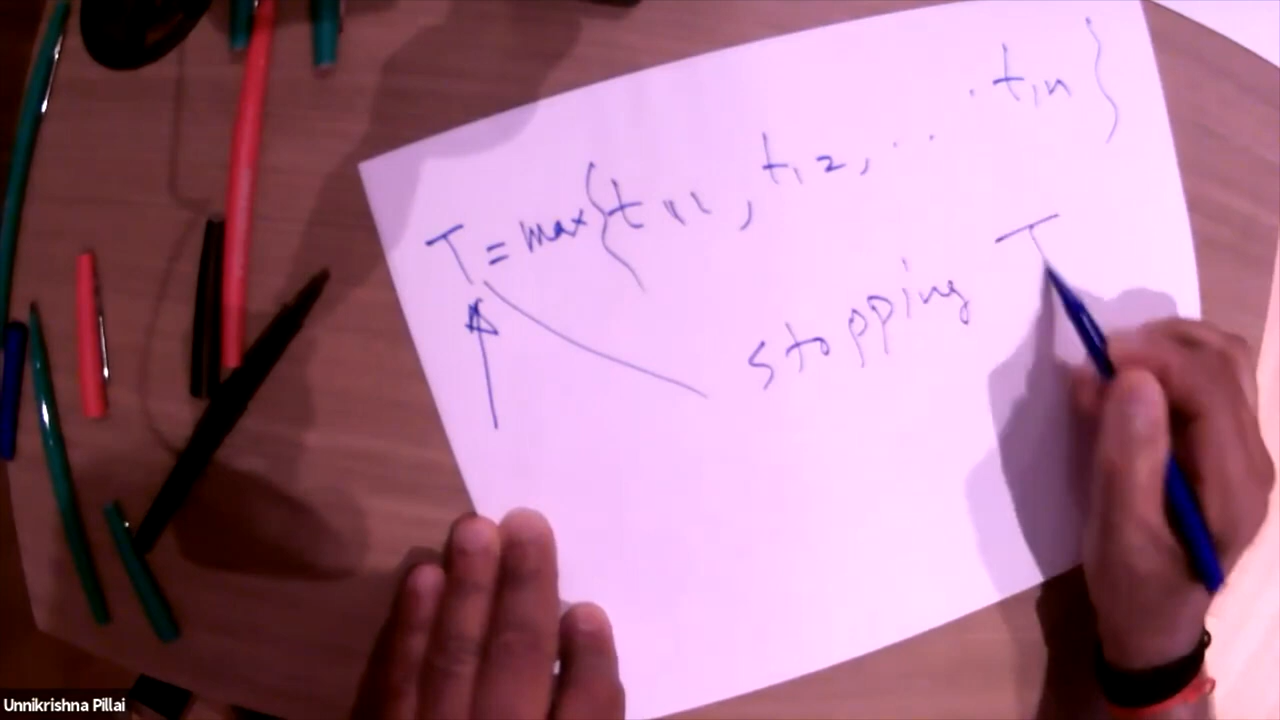 T = max{t₁₁, t₁₂, ... . t₁ₙ}
stopping T
Unnikrishna Pillai